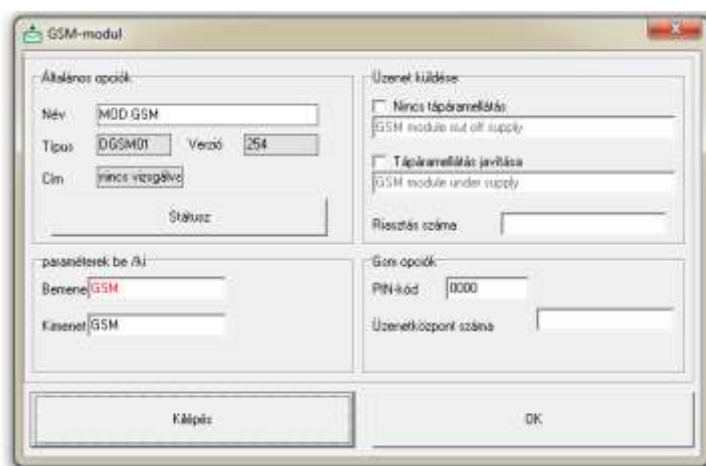 GSM-modul
Általános opciók
Név MOD GSM
Típus DGSM01 Verzió 254
Cím nincs vizsgálva
Státusz
Üzenet küldése
Nincs tápáramellátás
GSM module out off supply
Tápáramellátás javítása
GSM module under supply
Riasztás száma
paraméterek be /ki
Bemene GSM
Kimenet GSM
Gsm opciók
PIN-kód 0000
Üzenetközpont száma
Kilépés
OK